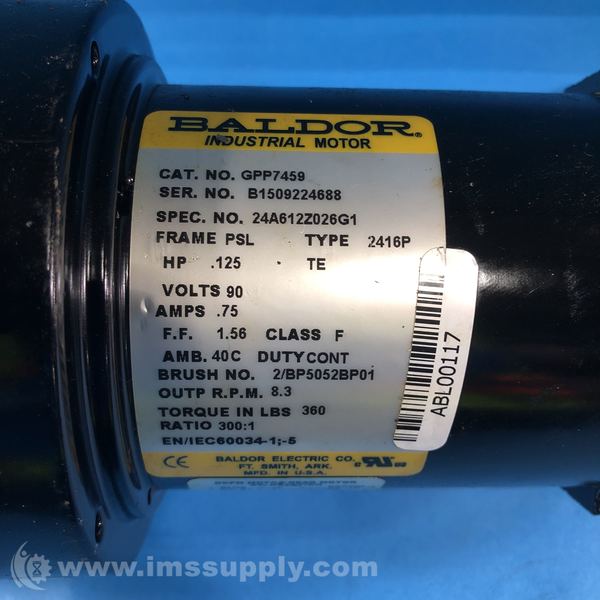 BALDOR®
INDUSTRIAL MOTOR
CAT. NO. GPP7459
SER. NO. B1509224688
SPEC. NO. 24A612Z026G1
FRAME PSL TYPE 2416P
HP .125 TE
VOLTS 90
AMPS .75
F.F. 1.56 CLASS F
AMB. 40C DUTY CONT
BRUSH NO. 2/BP5052BP01
OUTP R.P.M. 8.3
TORQUE IN LBS 360
RATIO 300:1
EN/IEC60034-1;-5
CE BALDOR ELECTRIC CO.
FT. SMITH, ARK.
MFD. IN U.S.A.
ABL00117
© www.imssupply.com